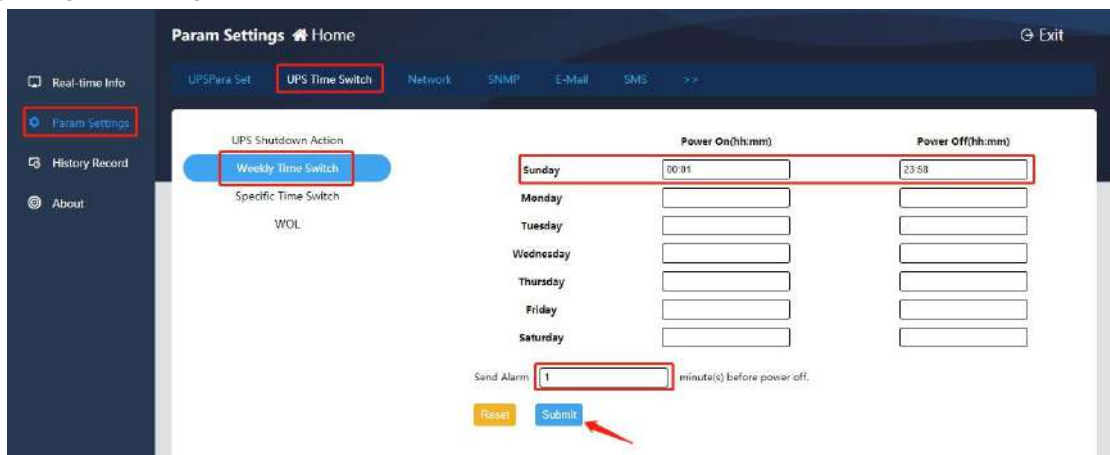 Param Settings Home Exit
Real-time Info
Param Settings
History Record
About
UPSPara Set UPS Time Switch Network SNMP E-Mail SMS >>
UPS Shutdown Action
Weekly Time Switch
Specific Time Switch
WOL
Power On(hh:mm) Power Off(hh:mm)
Sunday 00:01 23:58
Monday
Tuesday
Wednesday
Thursday
Friday
Saturday
Send Alarm 1 minute(s) before power off.
Reset Submit